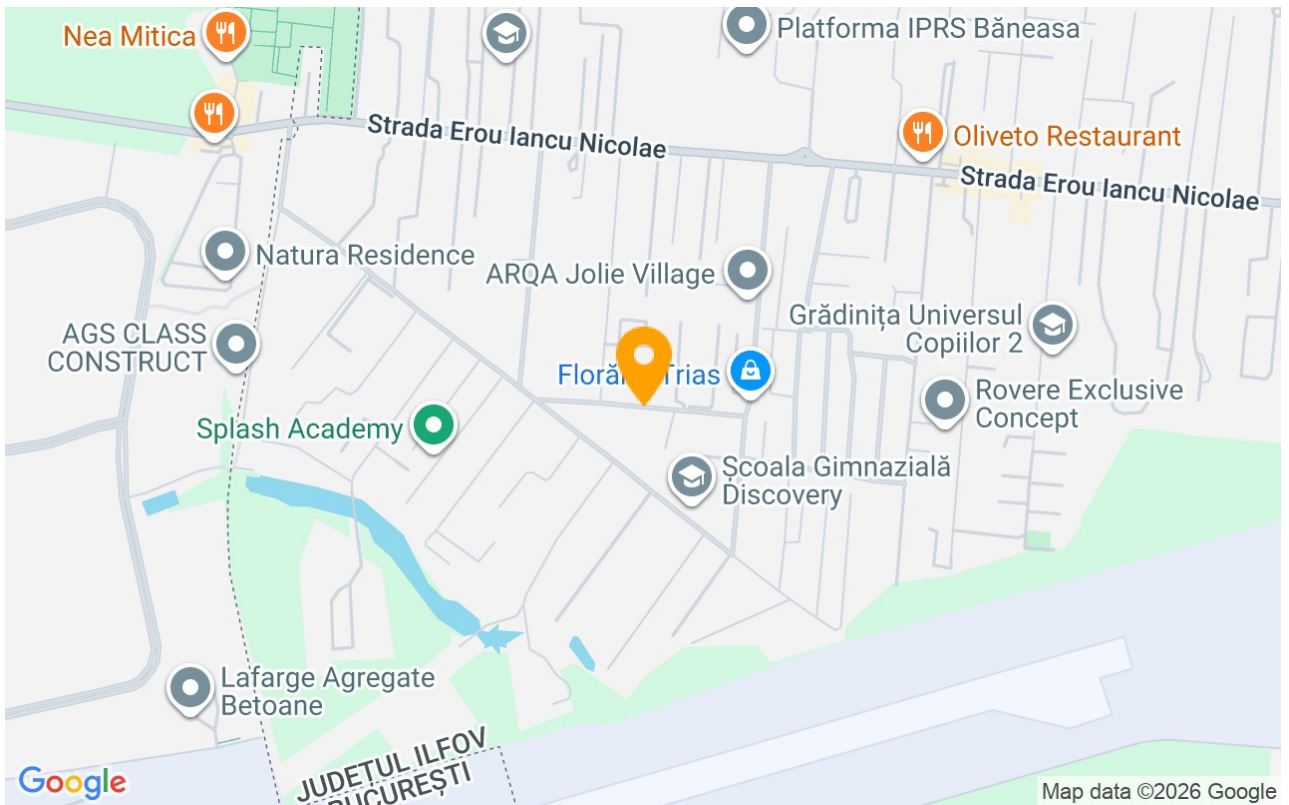 Nea Mitica
Platforma IPRS Băneasa
Strada Erou Iancu Nicolae
Oliveto Restaurant
Strada Erou Iancu Nicolae
Natura Residence
ARQA Jolie Village
Grădinița Universul
Copiilor 2
AGS CLASS
CONSTRUCT
Trias
Rovere Exclusive
Concept
Splash Academy
Școala Gimnazială
Discovery
Lafarge Agregate
Betoane
JUDEȚUL ILFOV
BUCUREȘTI
Google
Map data ©2026 Google